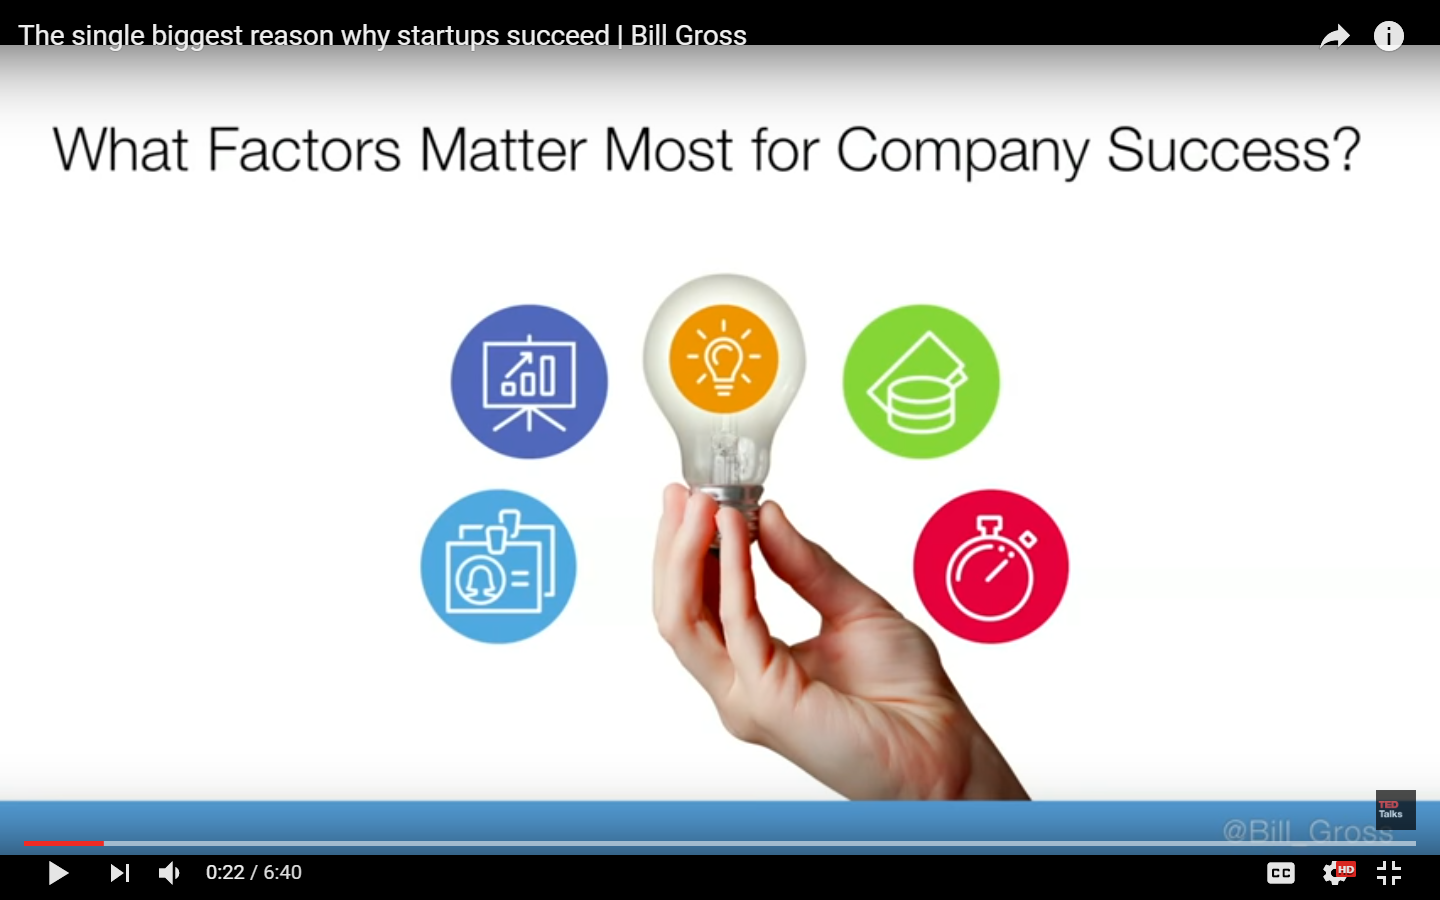 The single biggest reason why startups succeed | Bill Gross
What Factors Matter Most for Company Success?
TED
Talks
@Bill_Gross
0:22 / 6:40
CC
HD